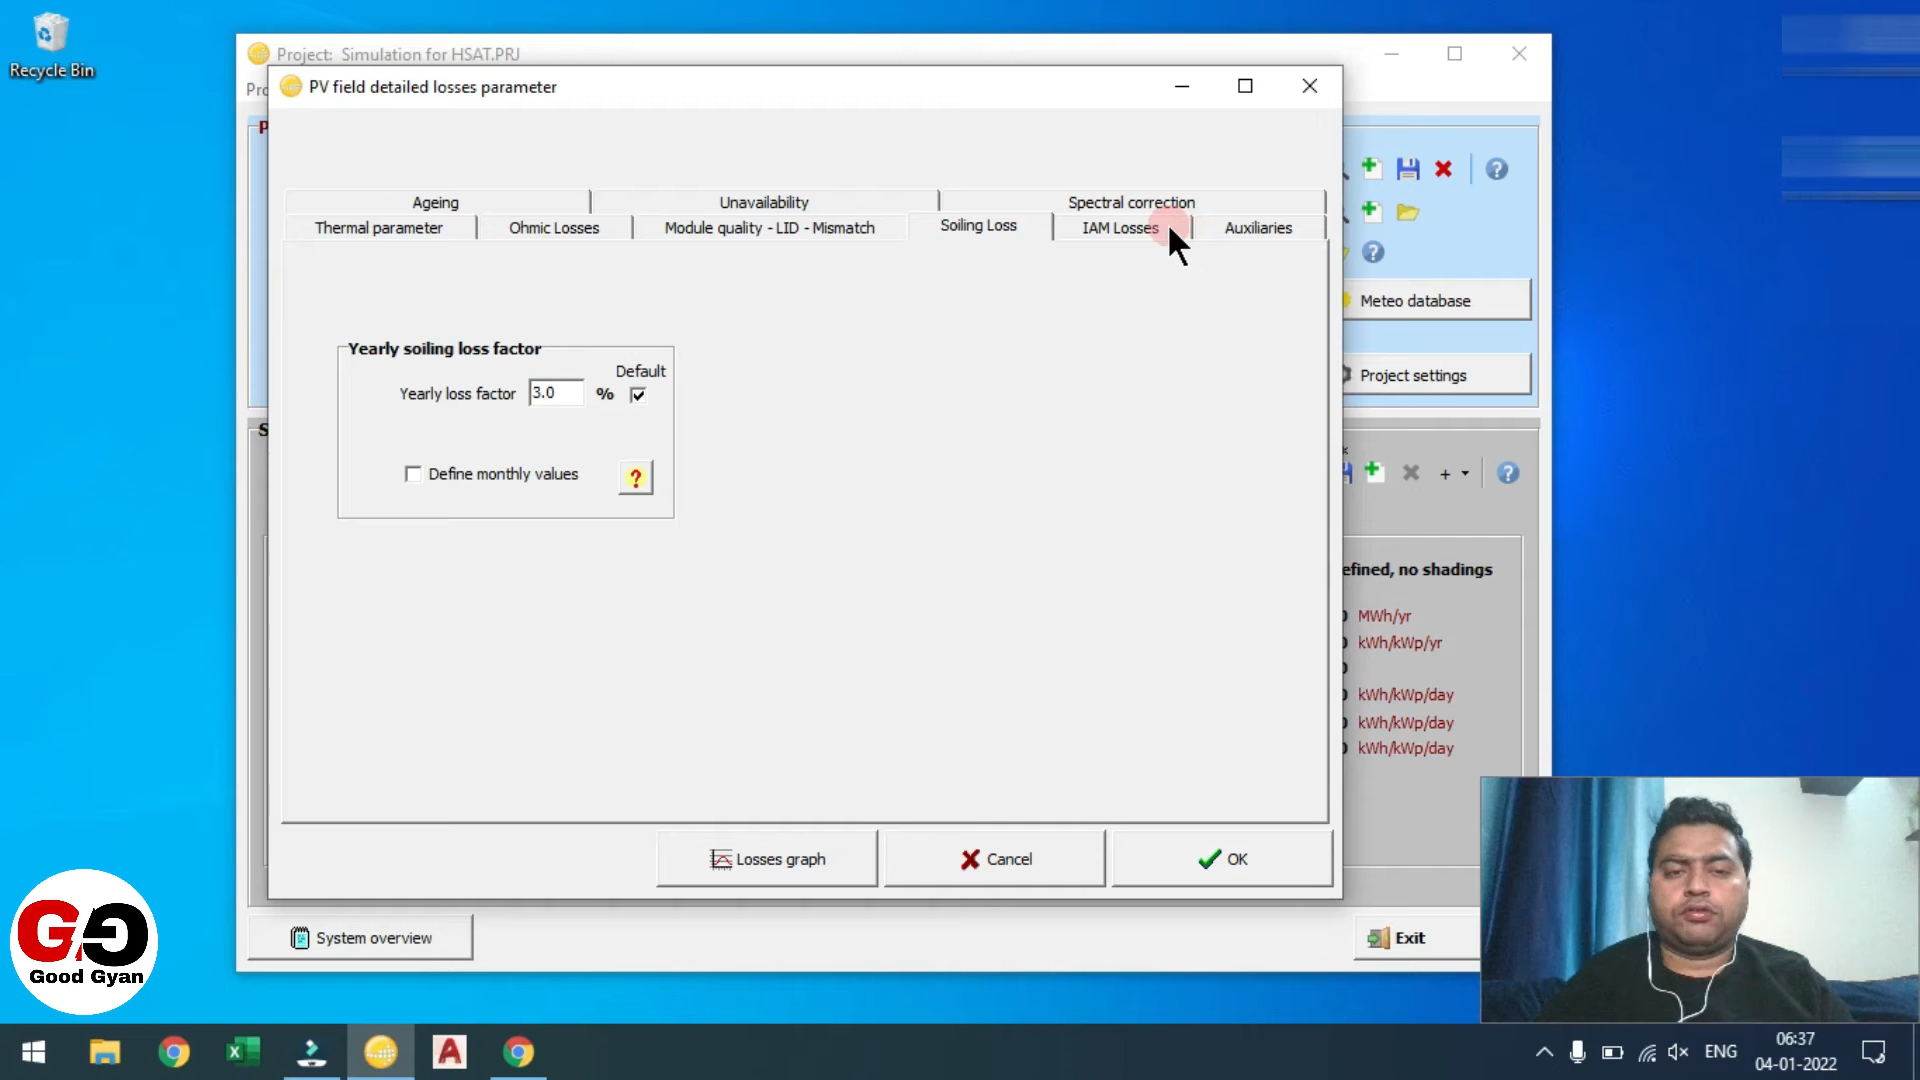 Recycle Bin
Project: Simulation for HSAT.PRJ
PV field detailed losses parameter
Ageing
Unavailability
Spectral correction
Thermal parameter
Ohmic Losses
Module quality - LID - Mismatch
Soiling Loss
IAM Losses
Auxiliaries
Meteo database
Yearly soiling loss factor
Default
Yearly loss factor 3.0 %
Project settings
Define monthly values
?
efined, no shadings
MWh/yr
kWh/kWp/yr
kWh/kWp/day
kWh/kWp/day
kWh/kWp/day
Losses graph
Cancel
OK
System overview
Exit
GG
Good Gyan
ENG
06:37
04-01-2022